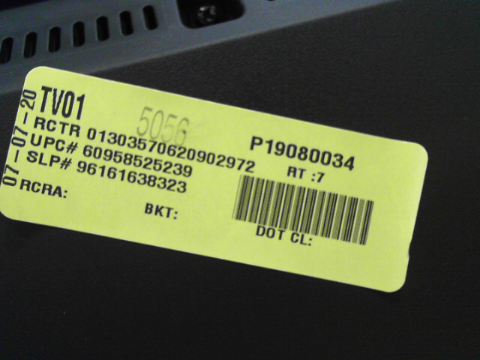 TV01
5056
P19080034
RCTR 01303570620902972
RT :7
UPC# 60958525239
SLP# 96161638323
RCRA:
BKT:
DOT CL:
07-07-20